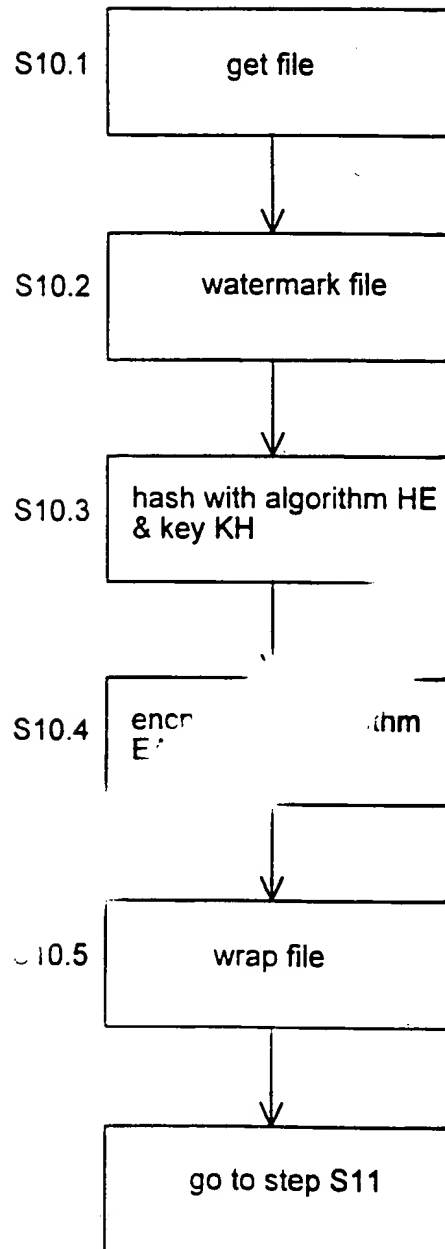 S10.1
get file
S10.2
watermark file
S10.3
hash with algorithm HE
& key KH
S10.4
wrap file
go to step S11